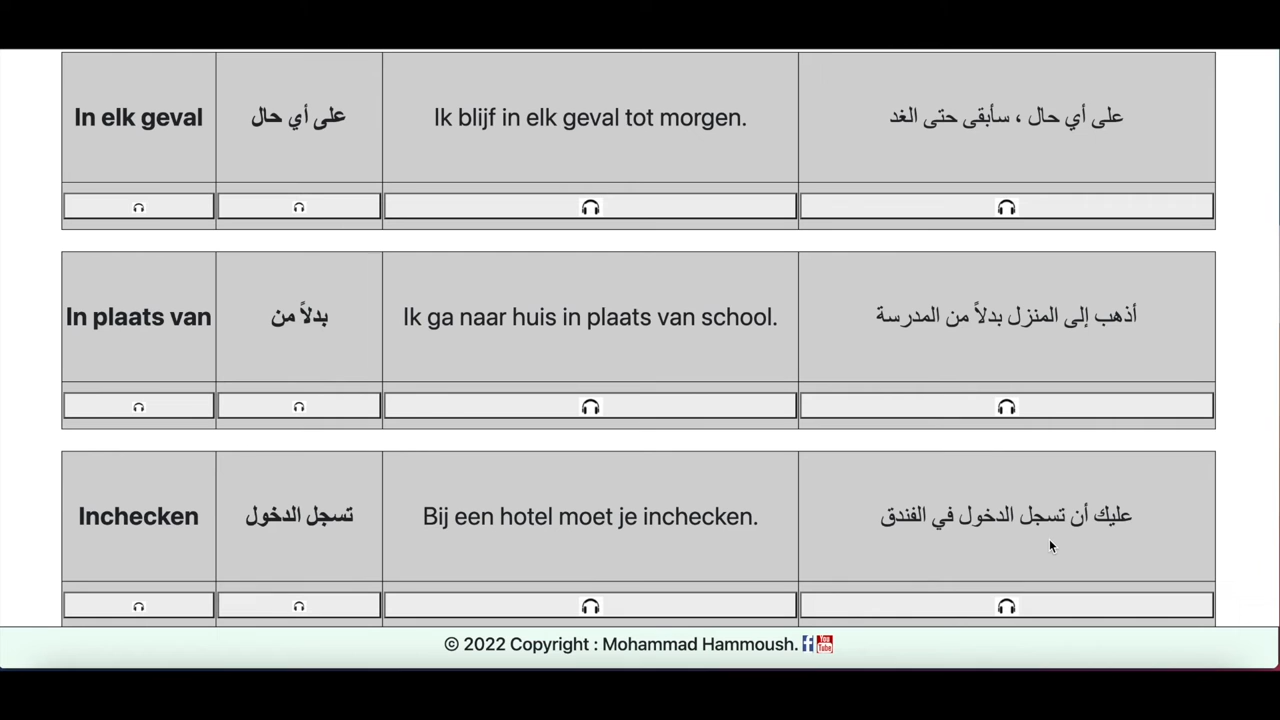 In elk geval
على أي حال
Ik blijf in elk geval tot morgen.
على أي حال ، سأبقى حتى الغد
In plaats van
بدلاً من
Ik ga naar huis in plaats van school.
أذهب إلى المنزل بدلاً من المدرسة
Inchecken
تسجل الدخول
Bij een hotel moet je inchecken.
عليك أن تسجل الدخول في الفندق
© 2022 Copyright : Mohammad Hammoush. f You Tube